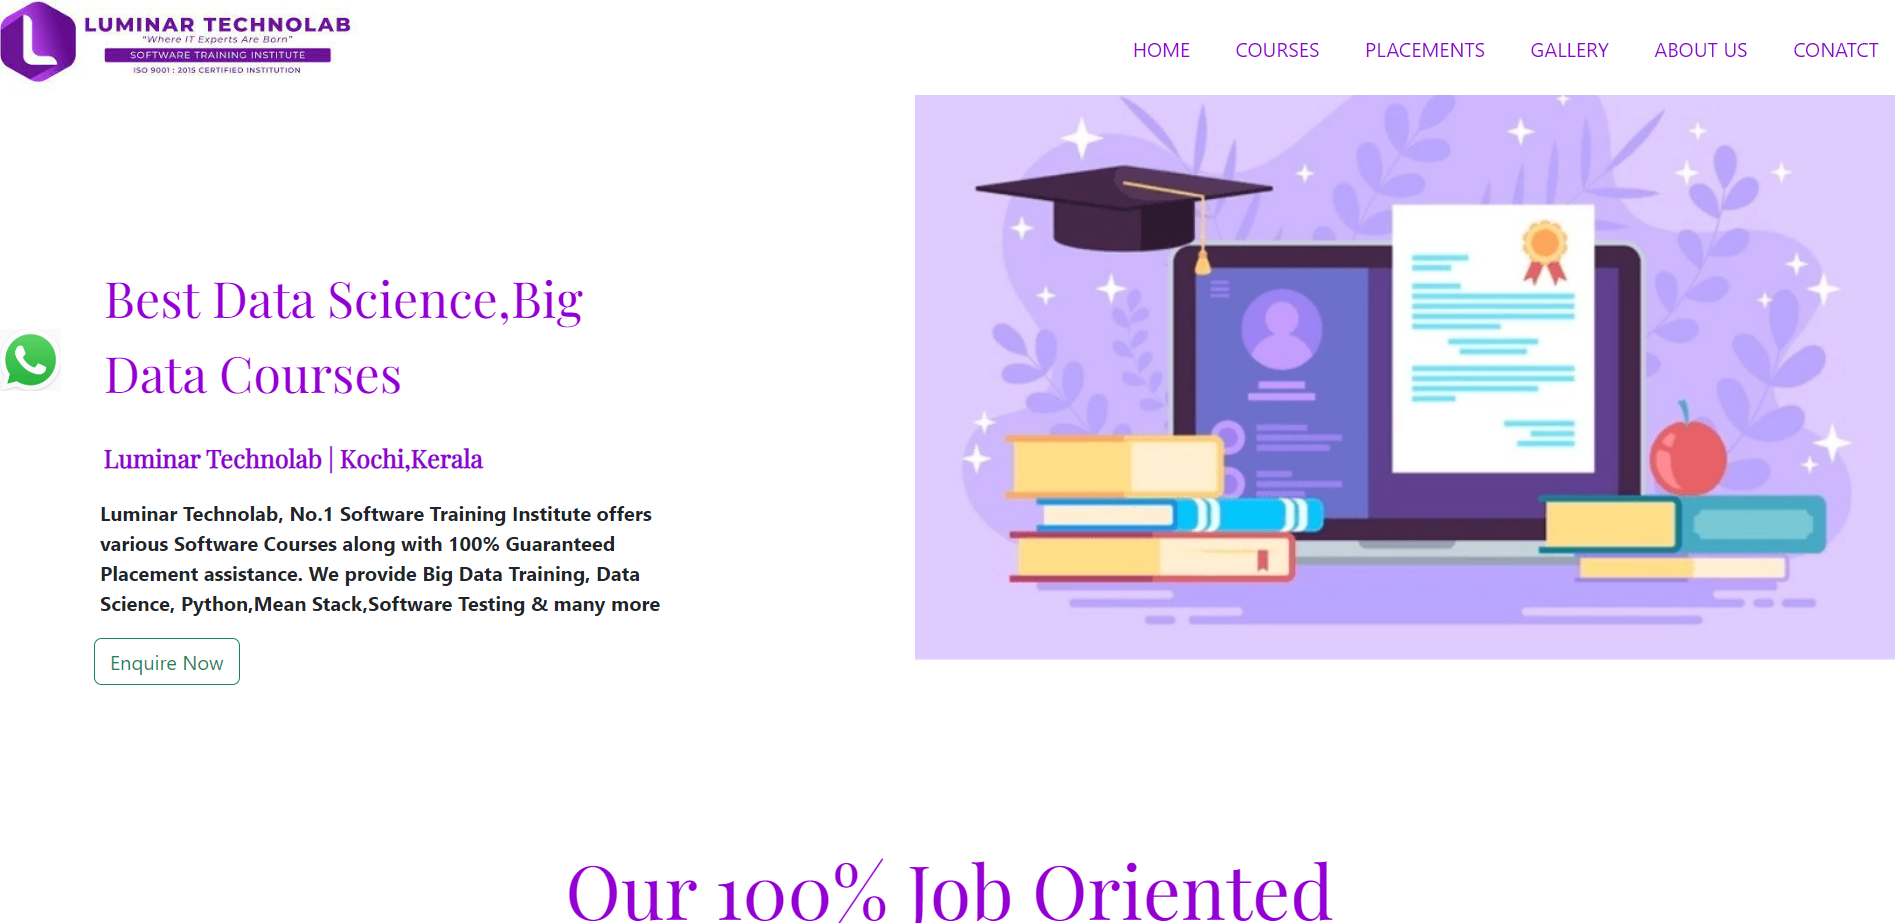 LUMINAR TECHNOLAB
"Where IT Experts Are Born"
SOFTWARE TRAINING INSTITUTE
ISO 9001 : 2015 CERTIFIED INSTITUTION
HOME COURSES PLACEMENTS GALLERY ABOUT US CONATCT
Best Data Science,Big
Data Courses
Luminar Technolab | Kochi,Kerala
Luminar Technolab, No.1 Software Training Institute offers
various Software Courses along with 100% Guaranteed
Placement assistance. We provide Big Data Training, Data
Science, Python,Mean Stack,Software Testing & many more
Enquire Now
Our 100% Job Oriented